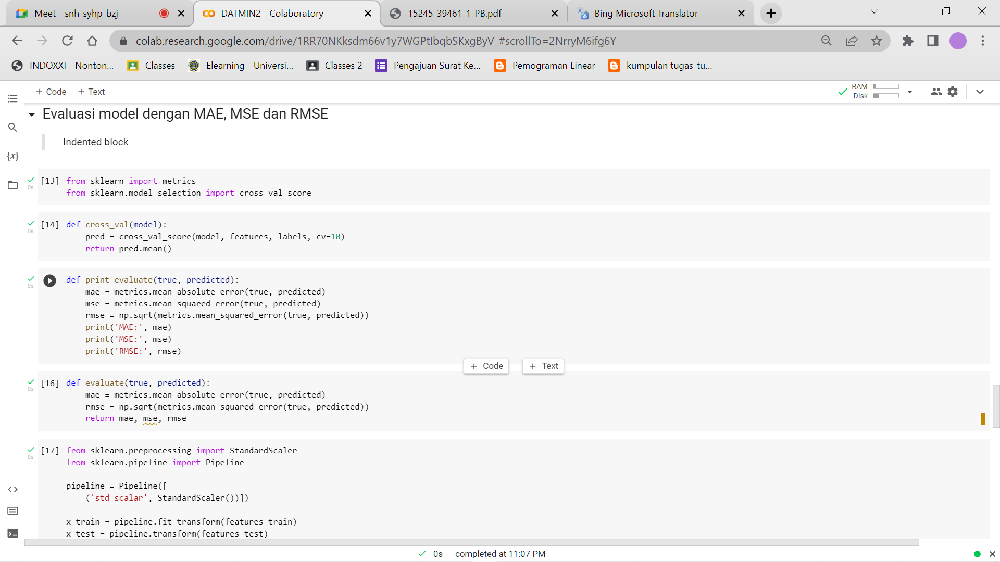 Meet - snh-syhp-bzj
DATMIN2 - Colaboratory
15245-39461-1-PB.pdf
Bing Microsoft Translator
colab.research.google.com/drive/1RR70NKksdm66v1y7WGPtIbqbSKxgByV_#scrollTo=2NrryM6ifg6Y
INDOXXI - Nonton...
Classes
Elearning - Universi...
Classes 2
Pengajuan Surat Ke...
Pemograman Linear
kumpulan tugas-tu...
+ Code
+ Text
RAM
Disk
Evaluasi model dengan MAE, MSE dan RMSE
Indented block
{x}
0s
[13] from sklearn import metrics
from sklearn.model_selection import cross_val_score
0s
[14] def cross_val(model):
pred = cross_val_score(model, features, labels, cv=10)
return pred.mean()
0s
def print_evaluate(true, predicted):
mae = metrics.mean_absolute_error(true, predicted)
mse = metrics.mean_squared_error(true, predicted)
rmse = np.sqrt(metrics.mean_squared_error(true, predicted))
print('MAE:', mae)
print('MSE:', mse)
print('RMSE:', rmse)
+ Code
+ Text
0s
[16] def evaluate(true, predicted):
mae = metrics.mean_absolute_error(true, predicted)
rmse = np.sqrt(metrics.mean_squared_error(true, predicted))
return mae, mse, rmse
0s
[17] from sklearn.preprocessing import StandardScaler
from sklearn.pipeline import Pipeline
pipeline = Pipeline([
('std_scalar', StandardScaler())])
x_train = pipeline.fit_transform(features_train)
x_test = pipeline.transform(features_test)
0s completed at 11:07 PM